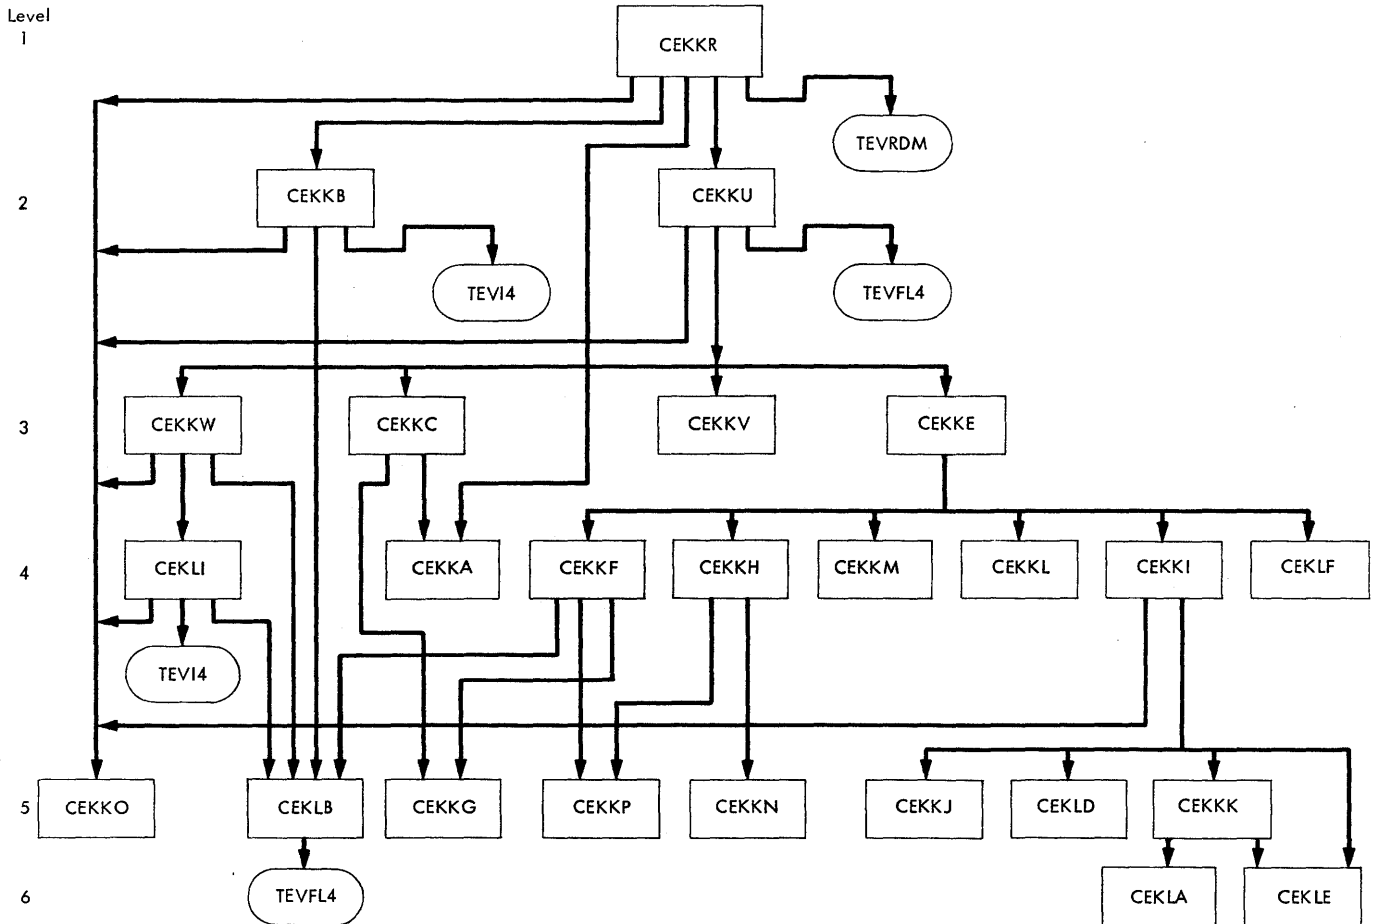 Level
1
CEKKR
TEVRDM
2
CEKKB
CEKKU
TEVI4
TEVFL4
3
CEKKW
CEKKC
CEKKV
CEKKE
4
CEKLI
CEKKA
CEKKF
CEKKH
CEKKM
CEKKL
CEKKI
CEKLF
TEVI4
5
CEKKO
CEKLB
CEKKG
CEKKP
CEKKN
CEKKJ
CEKLD
CEKKK
6
TEVFL4
CEKLA
CEKLE